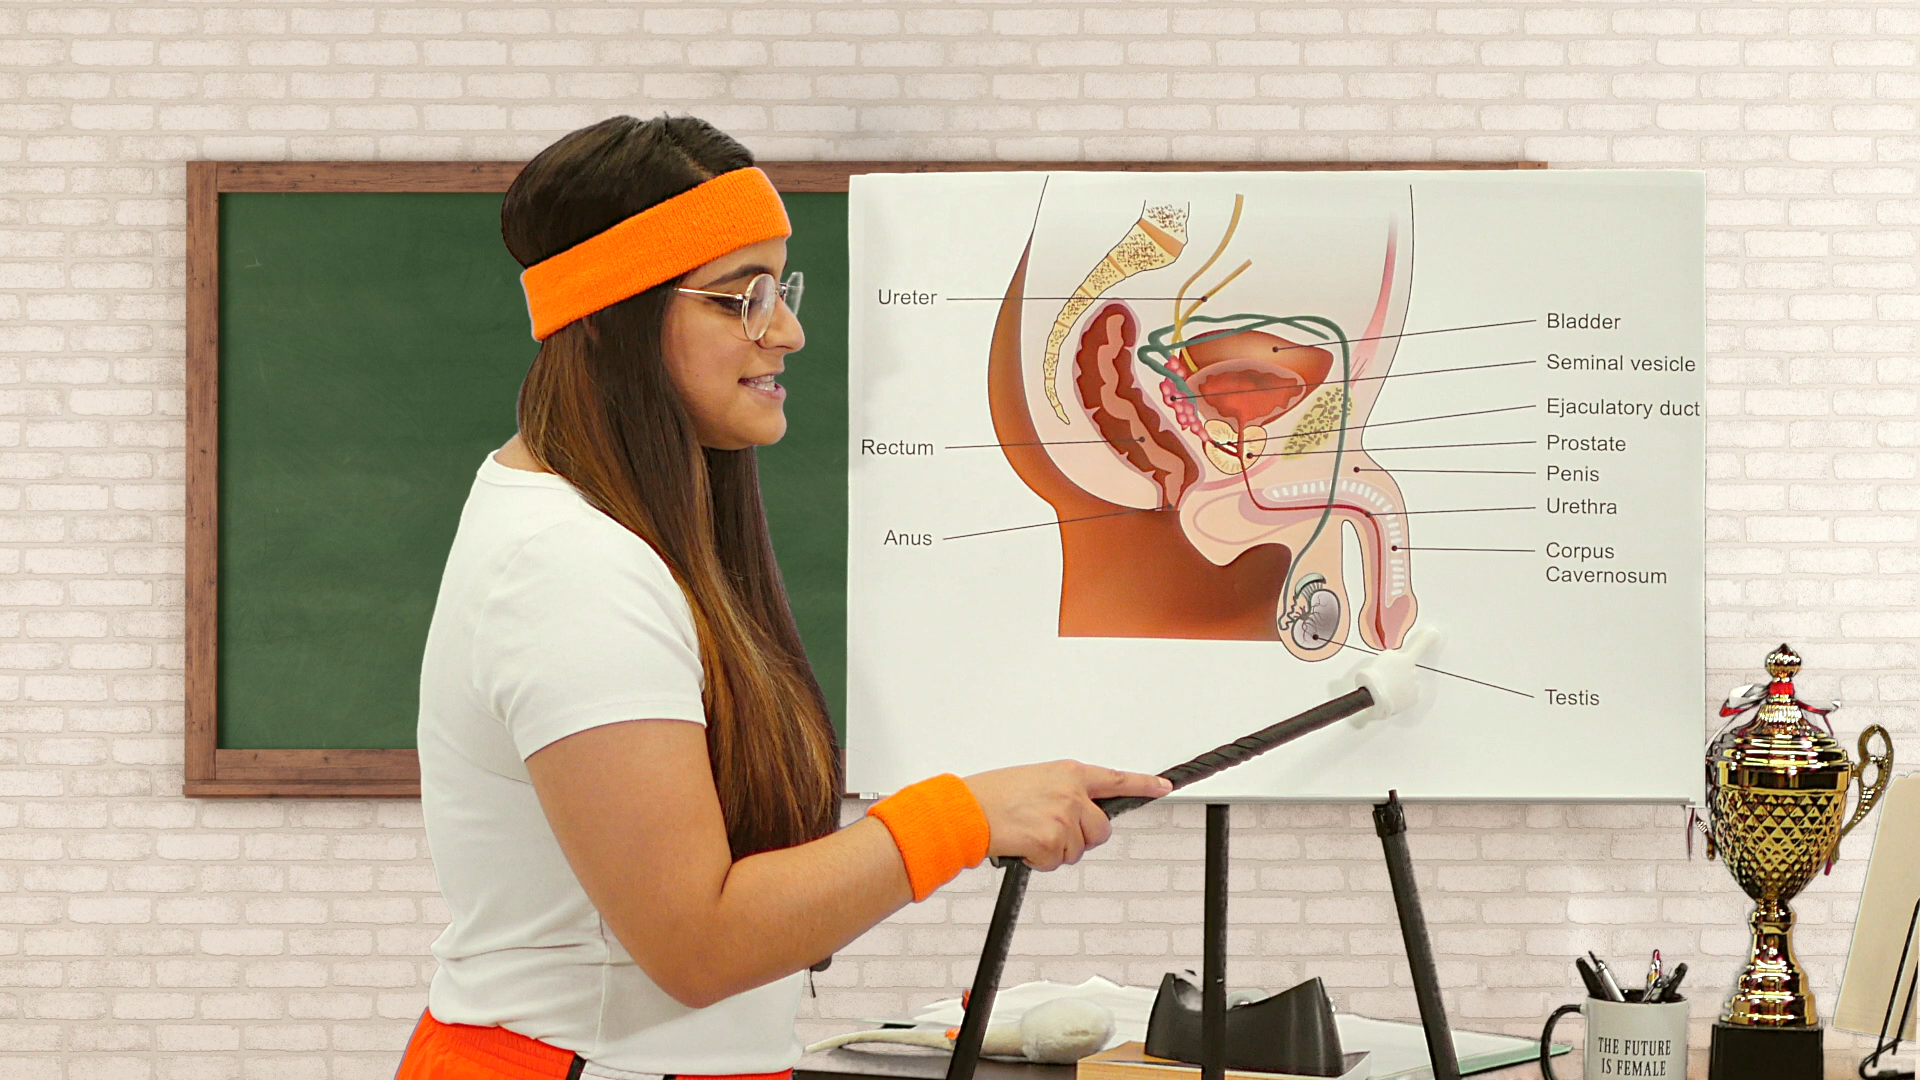 Ureter
Rectum
Anus
Bladder
Seminal vesicle
Ejaculatory duct
Prostate
Penis
Urethra
Corpus
Cavernosum
Testis
THE FUTURE
IS FEMALE